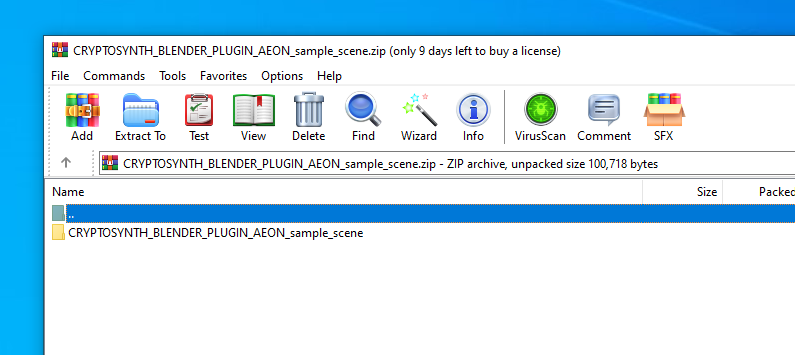 CRYPTOSYNTH_BLENDER_PLUGIN_AEON_sample_scene.zip (only 9 days left to buy a license)
File Commands Tools Favorites Options Help
Add Extract To Test View Delete Find Wizard Info VirusScan Comment SFX
CRYPTOSYNTH_BLENDER_PLUGIN_AEON_sample_scene.zip - ZIP archive, unpacked size 100,718 bytes
Name Size Packed
..
CRYPTOSYNTH_BLENDER_PLUGIN_AEON_sample_scene